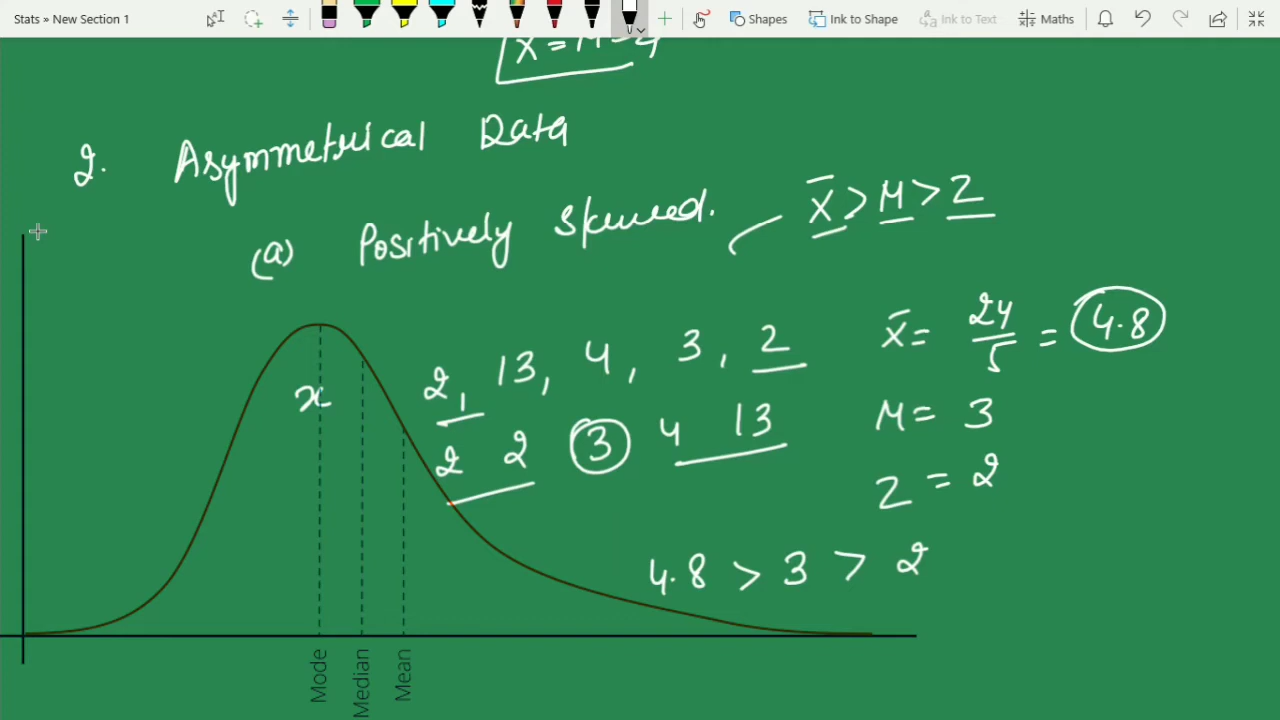 Stats » New Section 1
Shapes
Ink to Shape
Ink to Text
Maths
X̄ = M = Z
2. Asymmetrical Data
(a) Positively Skewed.
X̄ > M > Z
2, 13, 4, 3, 2
2 2 3 4 13
X̄ = 24/5 = 4.8
M = 3
Z = 2
4.8 > 3 > 2
x
Mode
Median
Mean